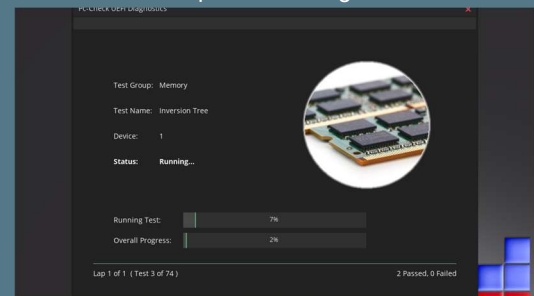 Pc-Check UEFI Diagnostics
x
Test Group: Memory
Test Name: Inversion Tree
Device: 1
Status: Running...
Running Test: 7%
Overall Progress: 2%
Lap 1 of 1 ( Test 3 of 74 )
2 Passed, 0 Failed